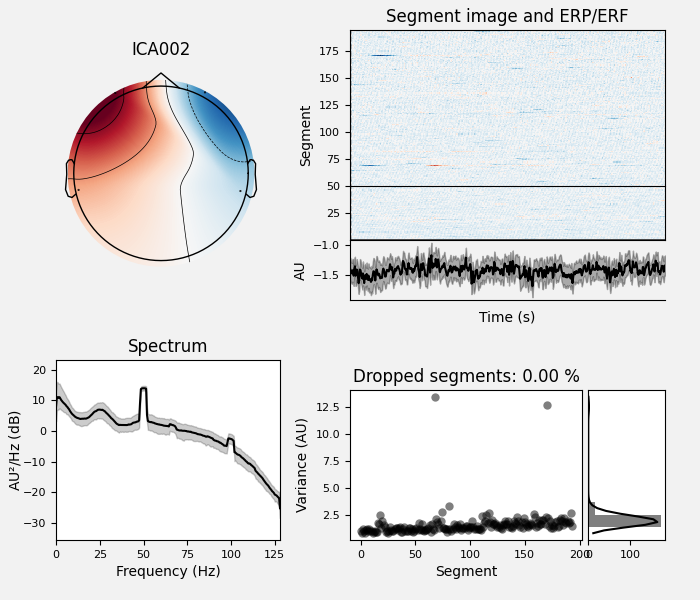 ICA002
Segment image and ERP/ERF
Segment
175
150
125
100
75
50
25
−1.0
−1.5
AU
Time (s)
Spectrum
AU²/Hz (dB)
20
10
0
−10
−20
−30
0 25 50 75 100 125
Frequency (Hz)
Dropped segments: 0.00 %
Variance (AU)
12.5
10.0
7.5
5.0
2.5
0 50 100 150 200
Segment
0 100